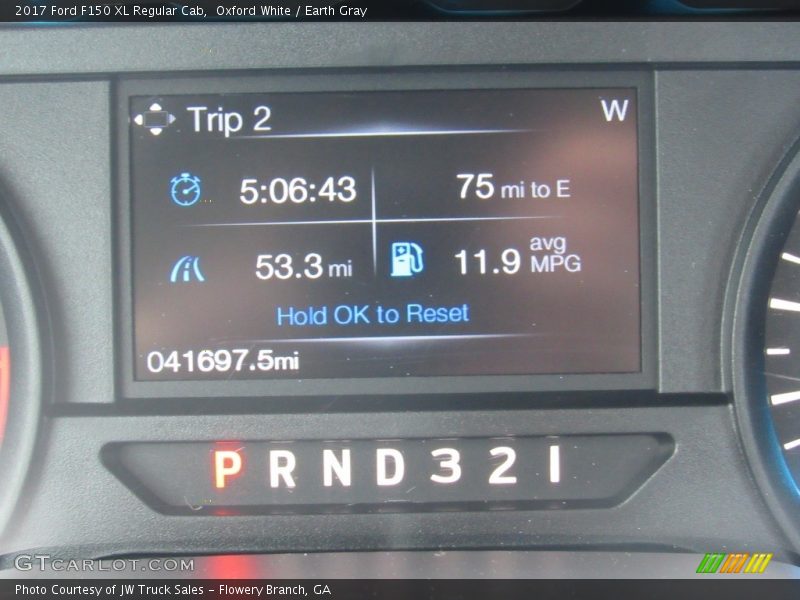 2017 Ford F150 XL Regular Cab,  Oxford White / Earth Gray
Trip 2
W
5:06:43
75 mi to E
53.3 mi
11.9 avg MPG
Hold OK to Reset
041697.5mi
P R N D 3 2 1
GTCARLOT.COM
Photo Courtesy of JW Truck Sales - Flowery Branch, GA